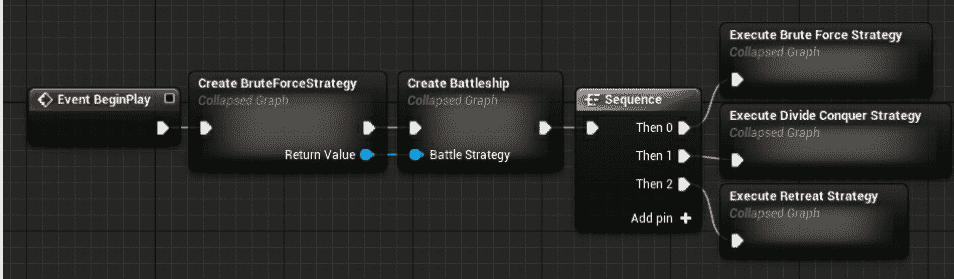 Event BeginPlay
Create BruteForceStrategy
Collapsed Graph
Return Value
Create Battleship
Collapsed Graph
Battle Strategy
Sequence
Then 0
Then 1
Then 2
Add pin
Execute Brute Force Strategy
Collapsed Graph
Execute Divide Conquer Strategy
Collapsed Graph
Execute Retreat Strategy
Collapsed Graph